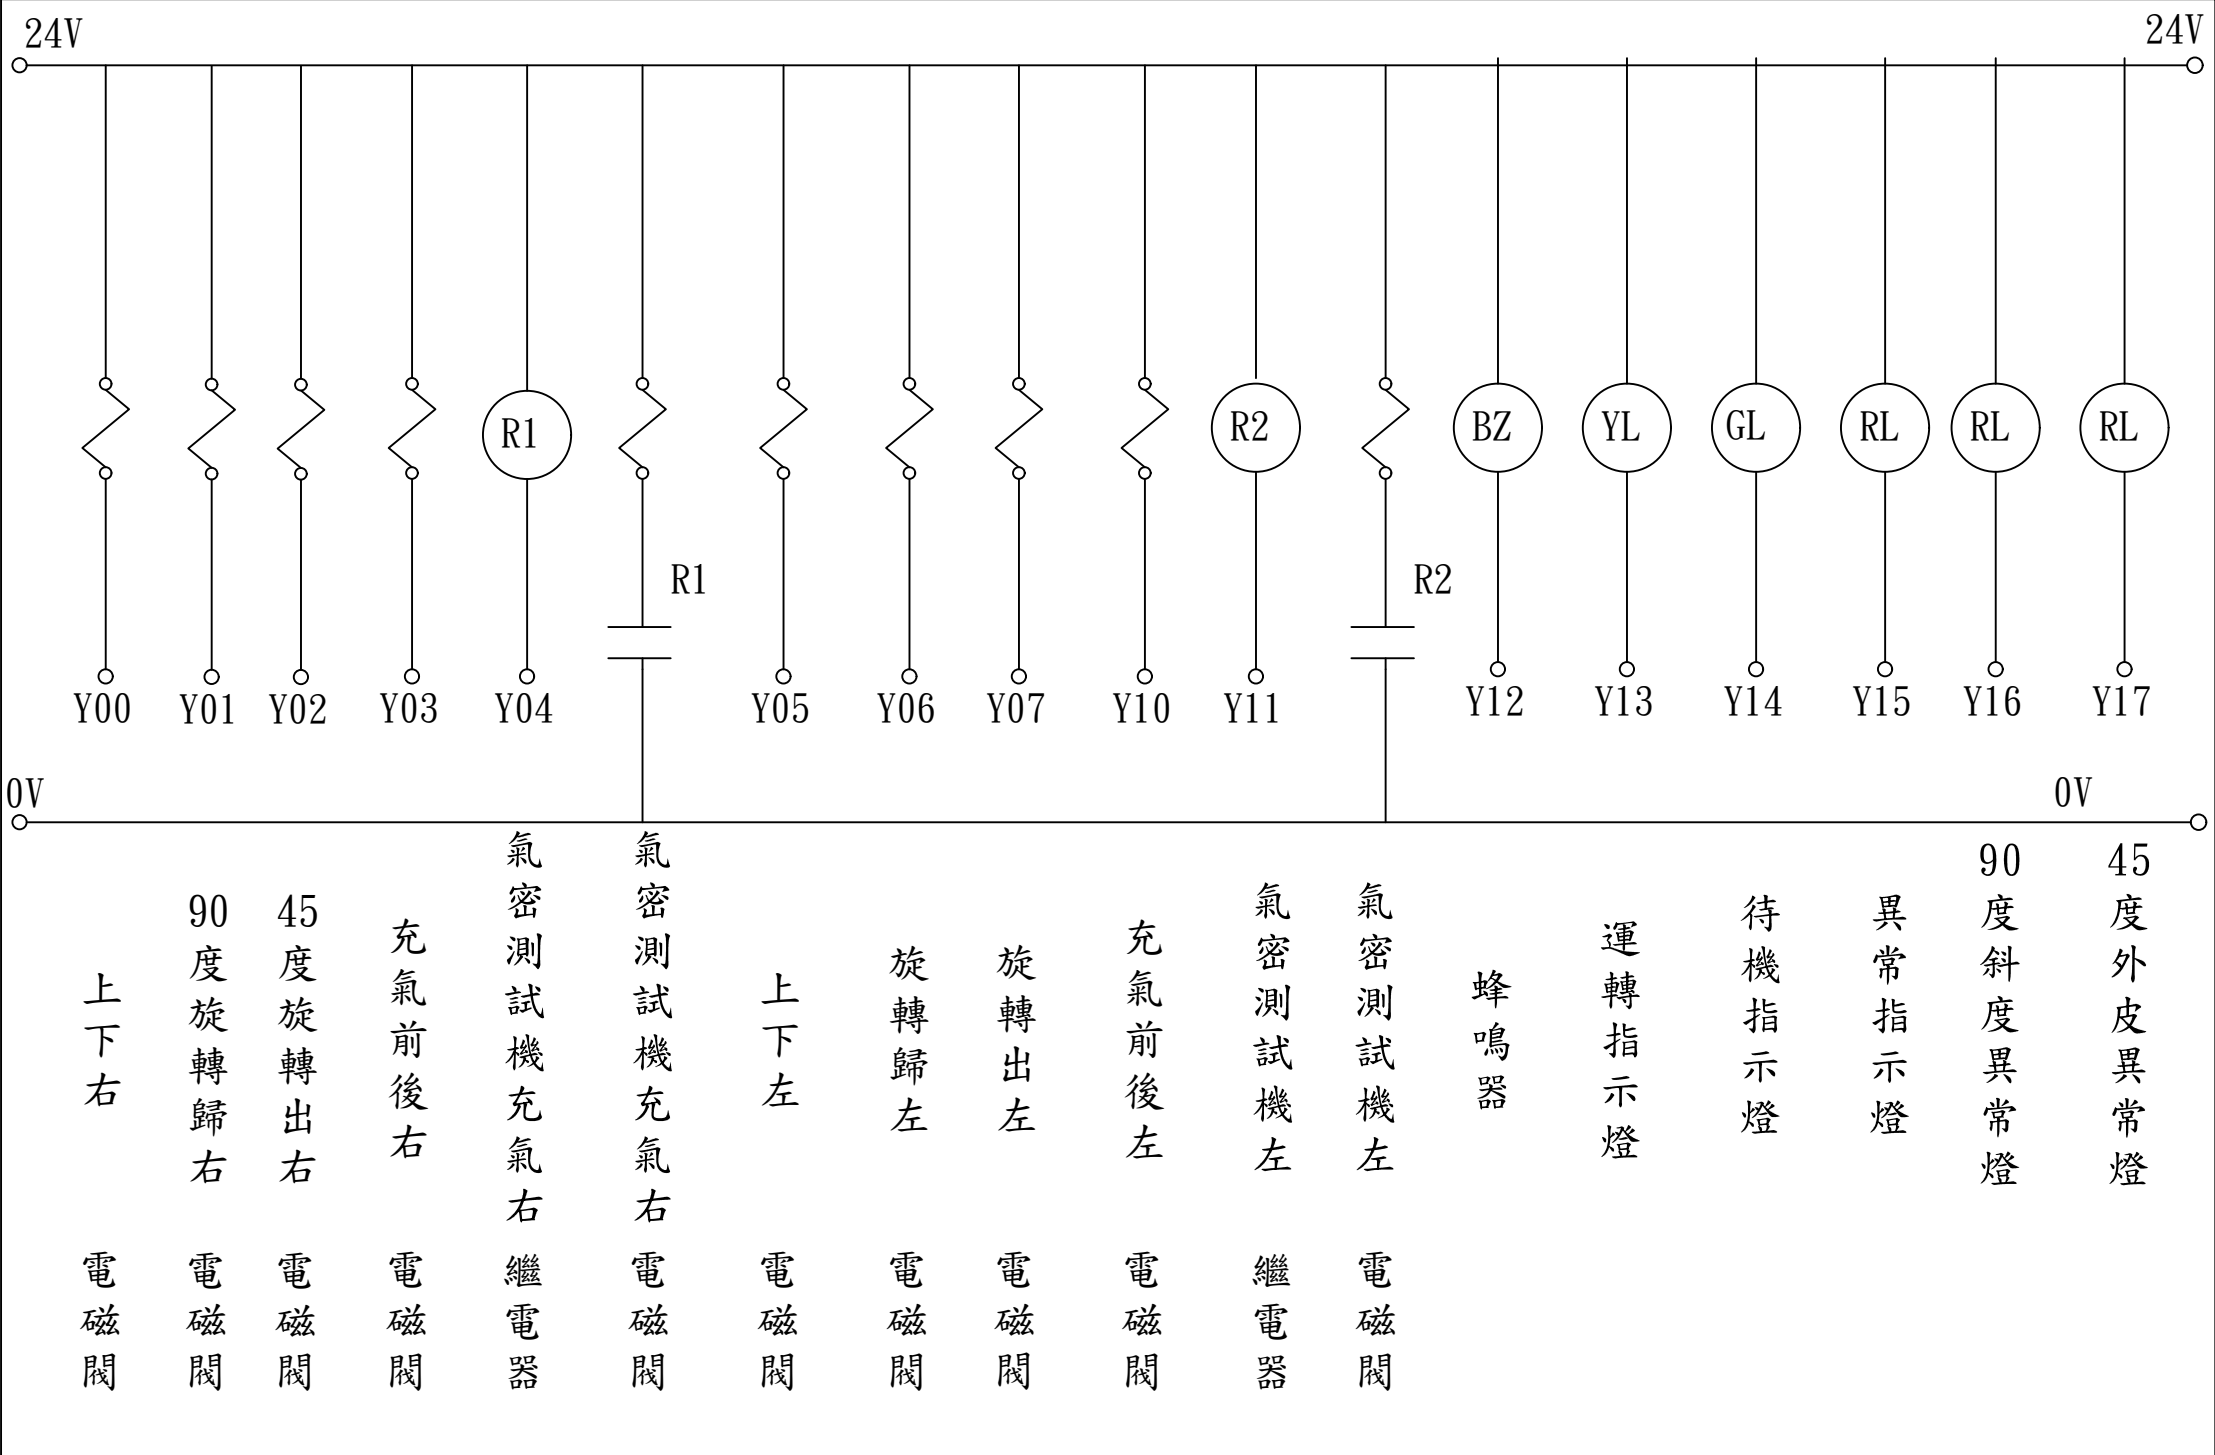 24V
24V
R1
R2
BZ
YL
GL
RL
RL
RL
R1
R2
Y00
Y01
Y02
Y03
Y04
Y05
Y06
Y07
Y10
Y11
Y12
Y13
Y14
Y15
Y16
Y17
0V
0V
上下右 電磁閥
90度旋轉歸右 電磁閥
45度旋轉出右 電磁閥
充氣前後右 電磁閥
氣密測試機充氣右 繼電器
氣密測試機充氣右 電磁閥
上下左 電磁閥
旋轉歸左 電磁閥
旋轉出左 電磁閥
充氣前後左 電磁閥
氣密測試機左 繼電器
氣密測試機左 電磁閥
蜂鳴器
運轉指示燈
待機指示燈
異常指示燈
90度斜度異常燈
45度外皮異常燈